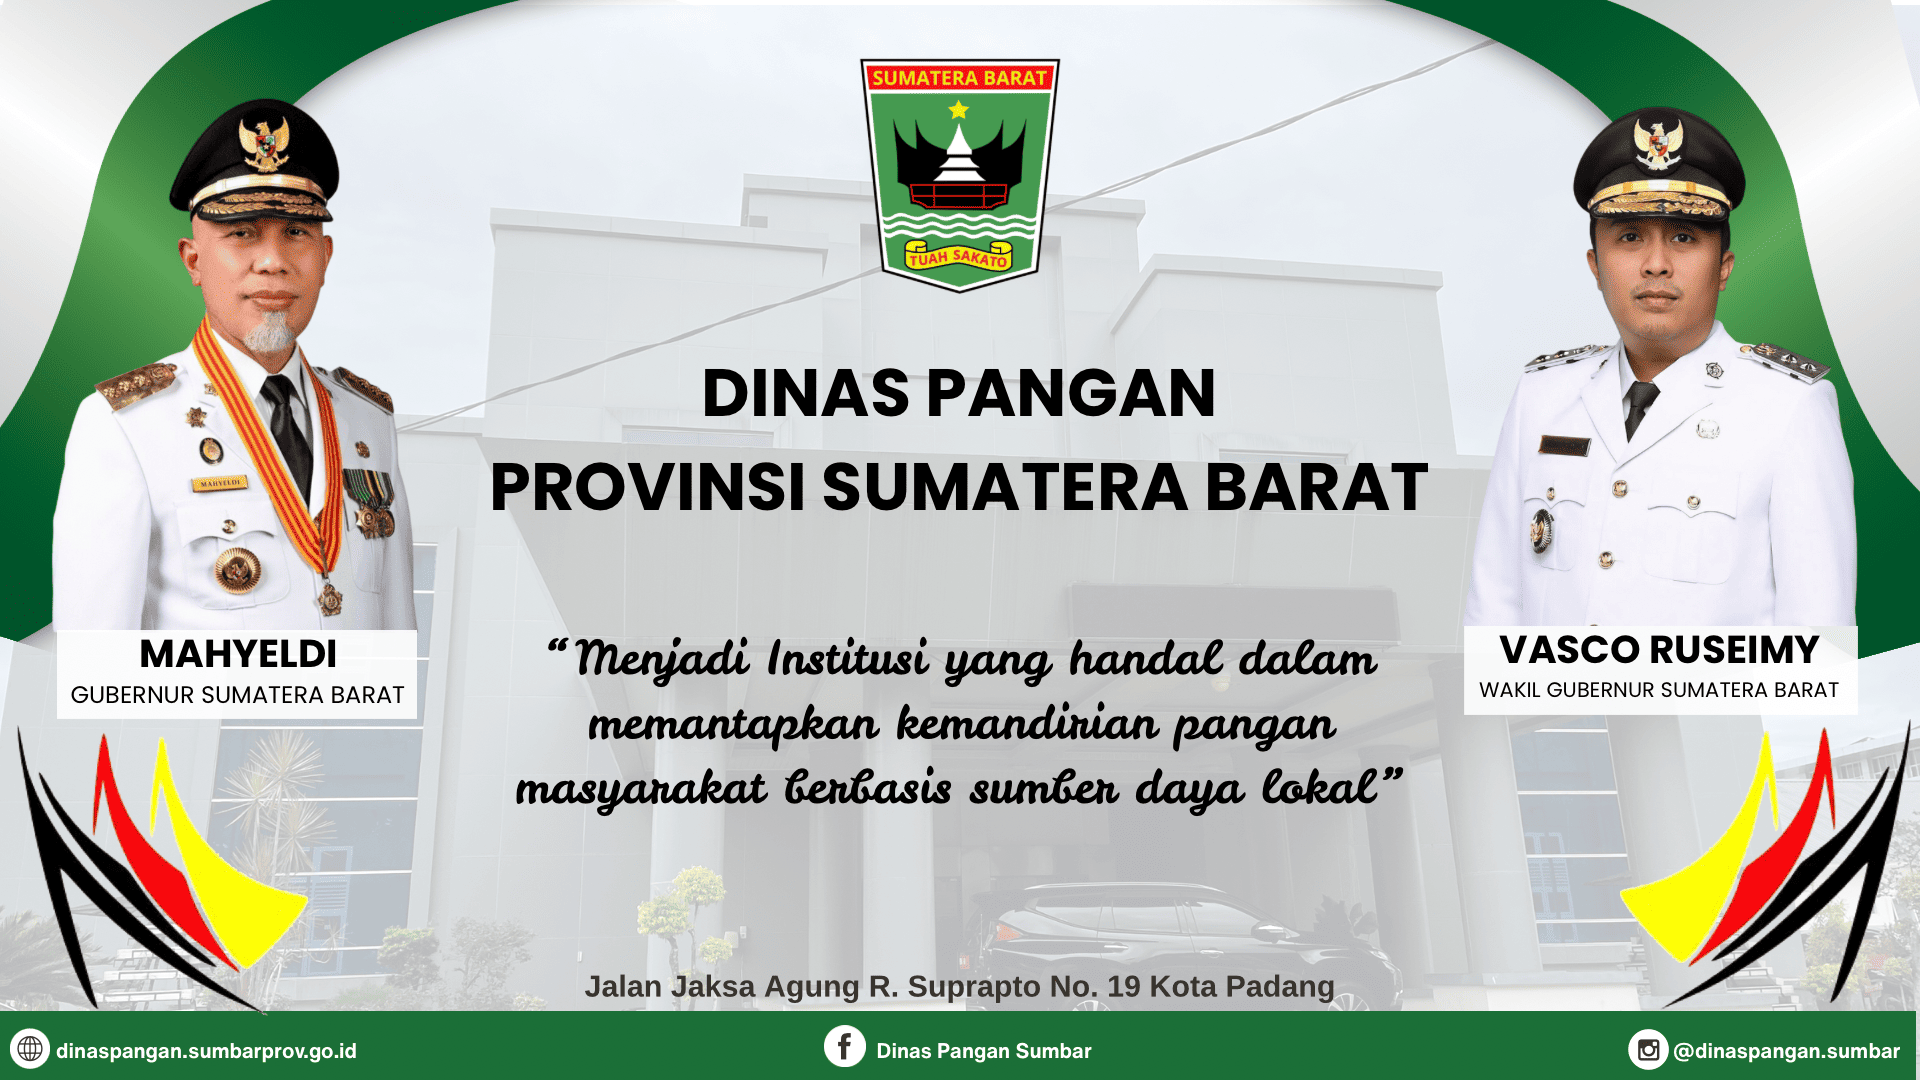 SUMATERA BARAT
TUAH SAKATO
DINAS PANGAN
PROVINSI SUMATERA BARAT
MAHYELDI
MAHYELDI
GUBERNUR SUMATERA BARAT
VASCO RUSEIMY
WAKIL GUBERNUR SUMATERA BARAT
“Menjadi Institusi yang handal dalam
memantapkan kemandirian pangan
masyarakat berbasis sumber daya lokal”
Jalan Jaksa Agung R. Suprapto No. 19 Kota Padang
dinaspangan.sumbarprov.go.id
Dinas Pangan Sumbar
@dinaspangan.sumbar